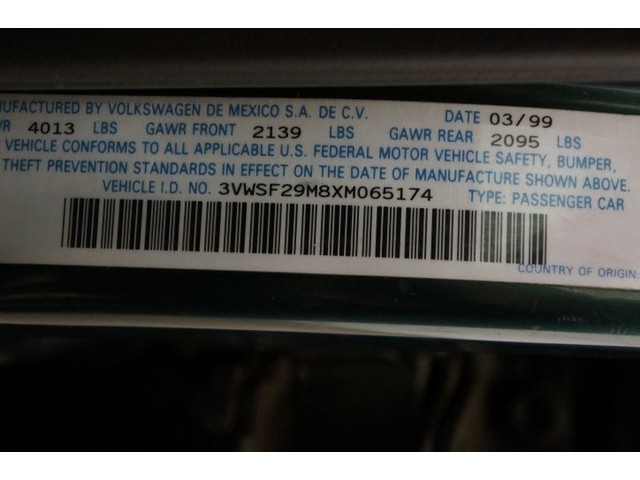 NUFACTURED BY VOLKSWAGEN DE MEXICO S.A. DE C.V. DATE 03/99
VR 4013 LBS GAWR FRONT 2139 LBS GAWR REAR 2095 LBS
VEHICLE CONFORMS TO ALL APPLICABLE U.S. FEDERAL MOTOR VEHICLE SAFETY, BUMPER,
THEFT PREVENTION STANDARDS IN EFFECT ON DATE OF MANUFACTURE SHOWN ABOVE.
VEHICLE I.D. NO. 3VWSF29M8XM065174 TYPE: PASSENGER CAR
COUNTRY OF ORIGIN: